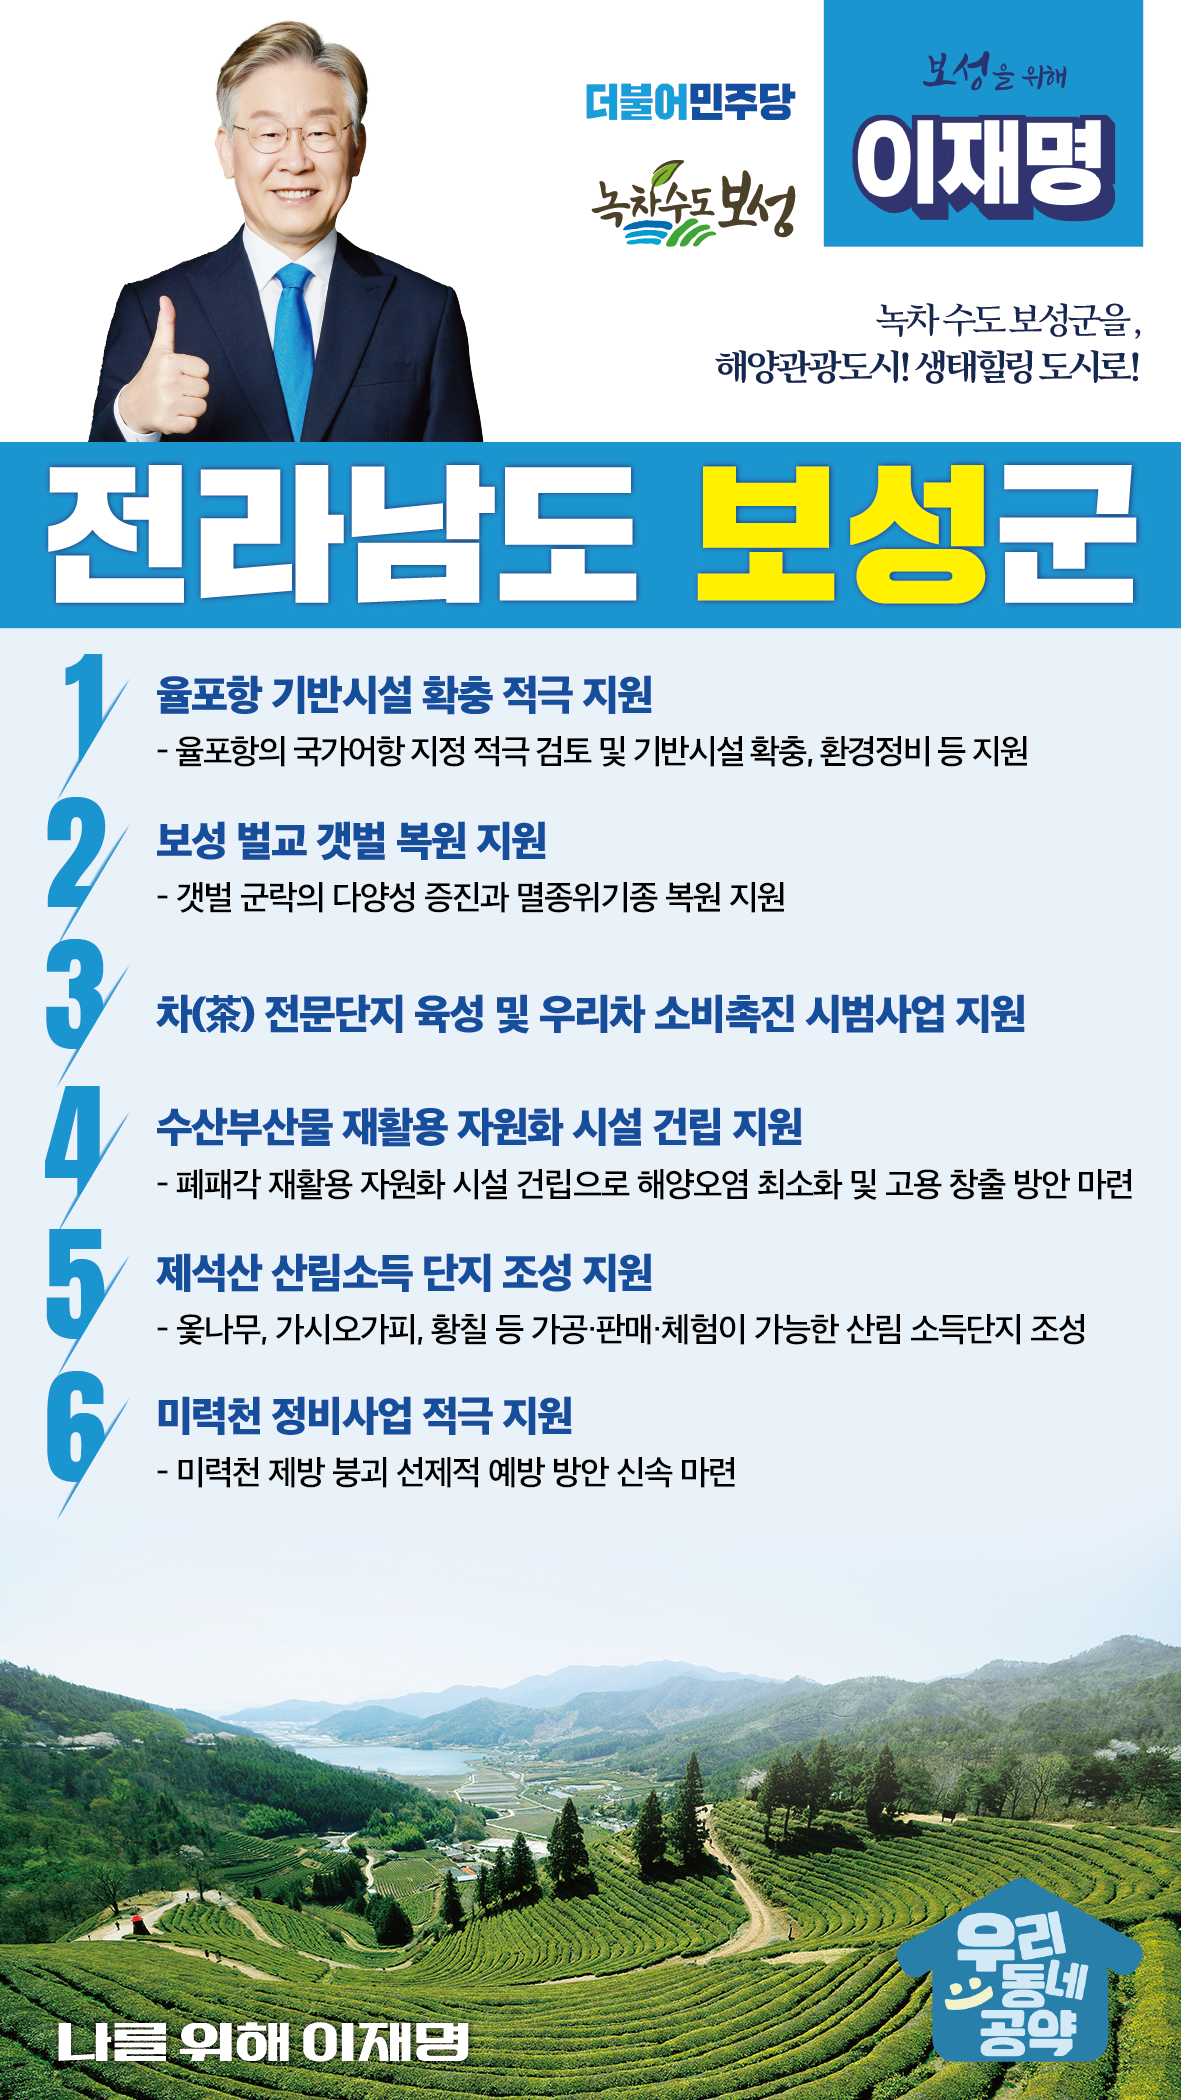 더불어민주당
녹차수도 보성
보성을 위해
이재명
녹차 수도 보성군을,
해양관광도시! 생태힐링 도시로!
전라남도 보성군
1
율포항 기반시설 확충 적극 지원
- 율포항의 국가어항 지정 적극 검토 및 기반시설 확충, 환경정비 등 지원
2
보성 벌교 갯벌 복원 지원
- 갯벌 군락의 다양성 증진과 멸종위기종 복원 지원
3
차(茶) 전문단지 육성 및 우리차 소비촉진 시범사업 지원
4
수산부산물 재활용 자원화 시설 건립 지원
- 폐패각 재활용 자원화 시설 건립으로 해양오염 최소화 및 고용 창출 방안 마련
5
제석산 산림소득 단지 조성 지원
- 옻나무, 가시오가피, 황칠 등 가공·판매·체험이 가능한 산림 소득단지 조성
6
미력천 정비사업 적극 지원
- 미력천 제방 붕괴 선제적 예방 방안 신속 마련
우리
동네
공약
나를 위해 이재명